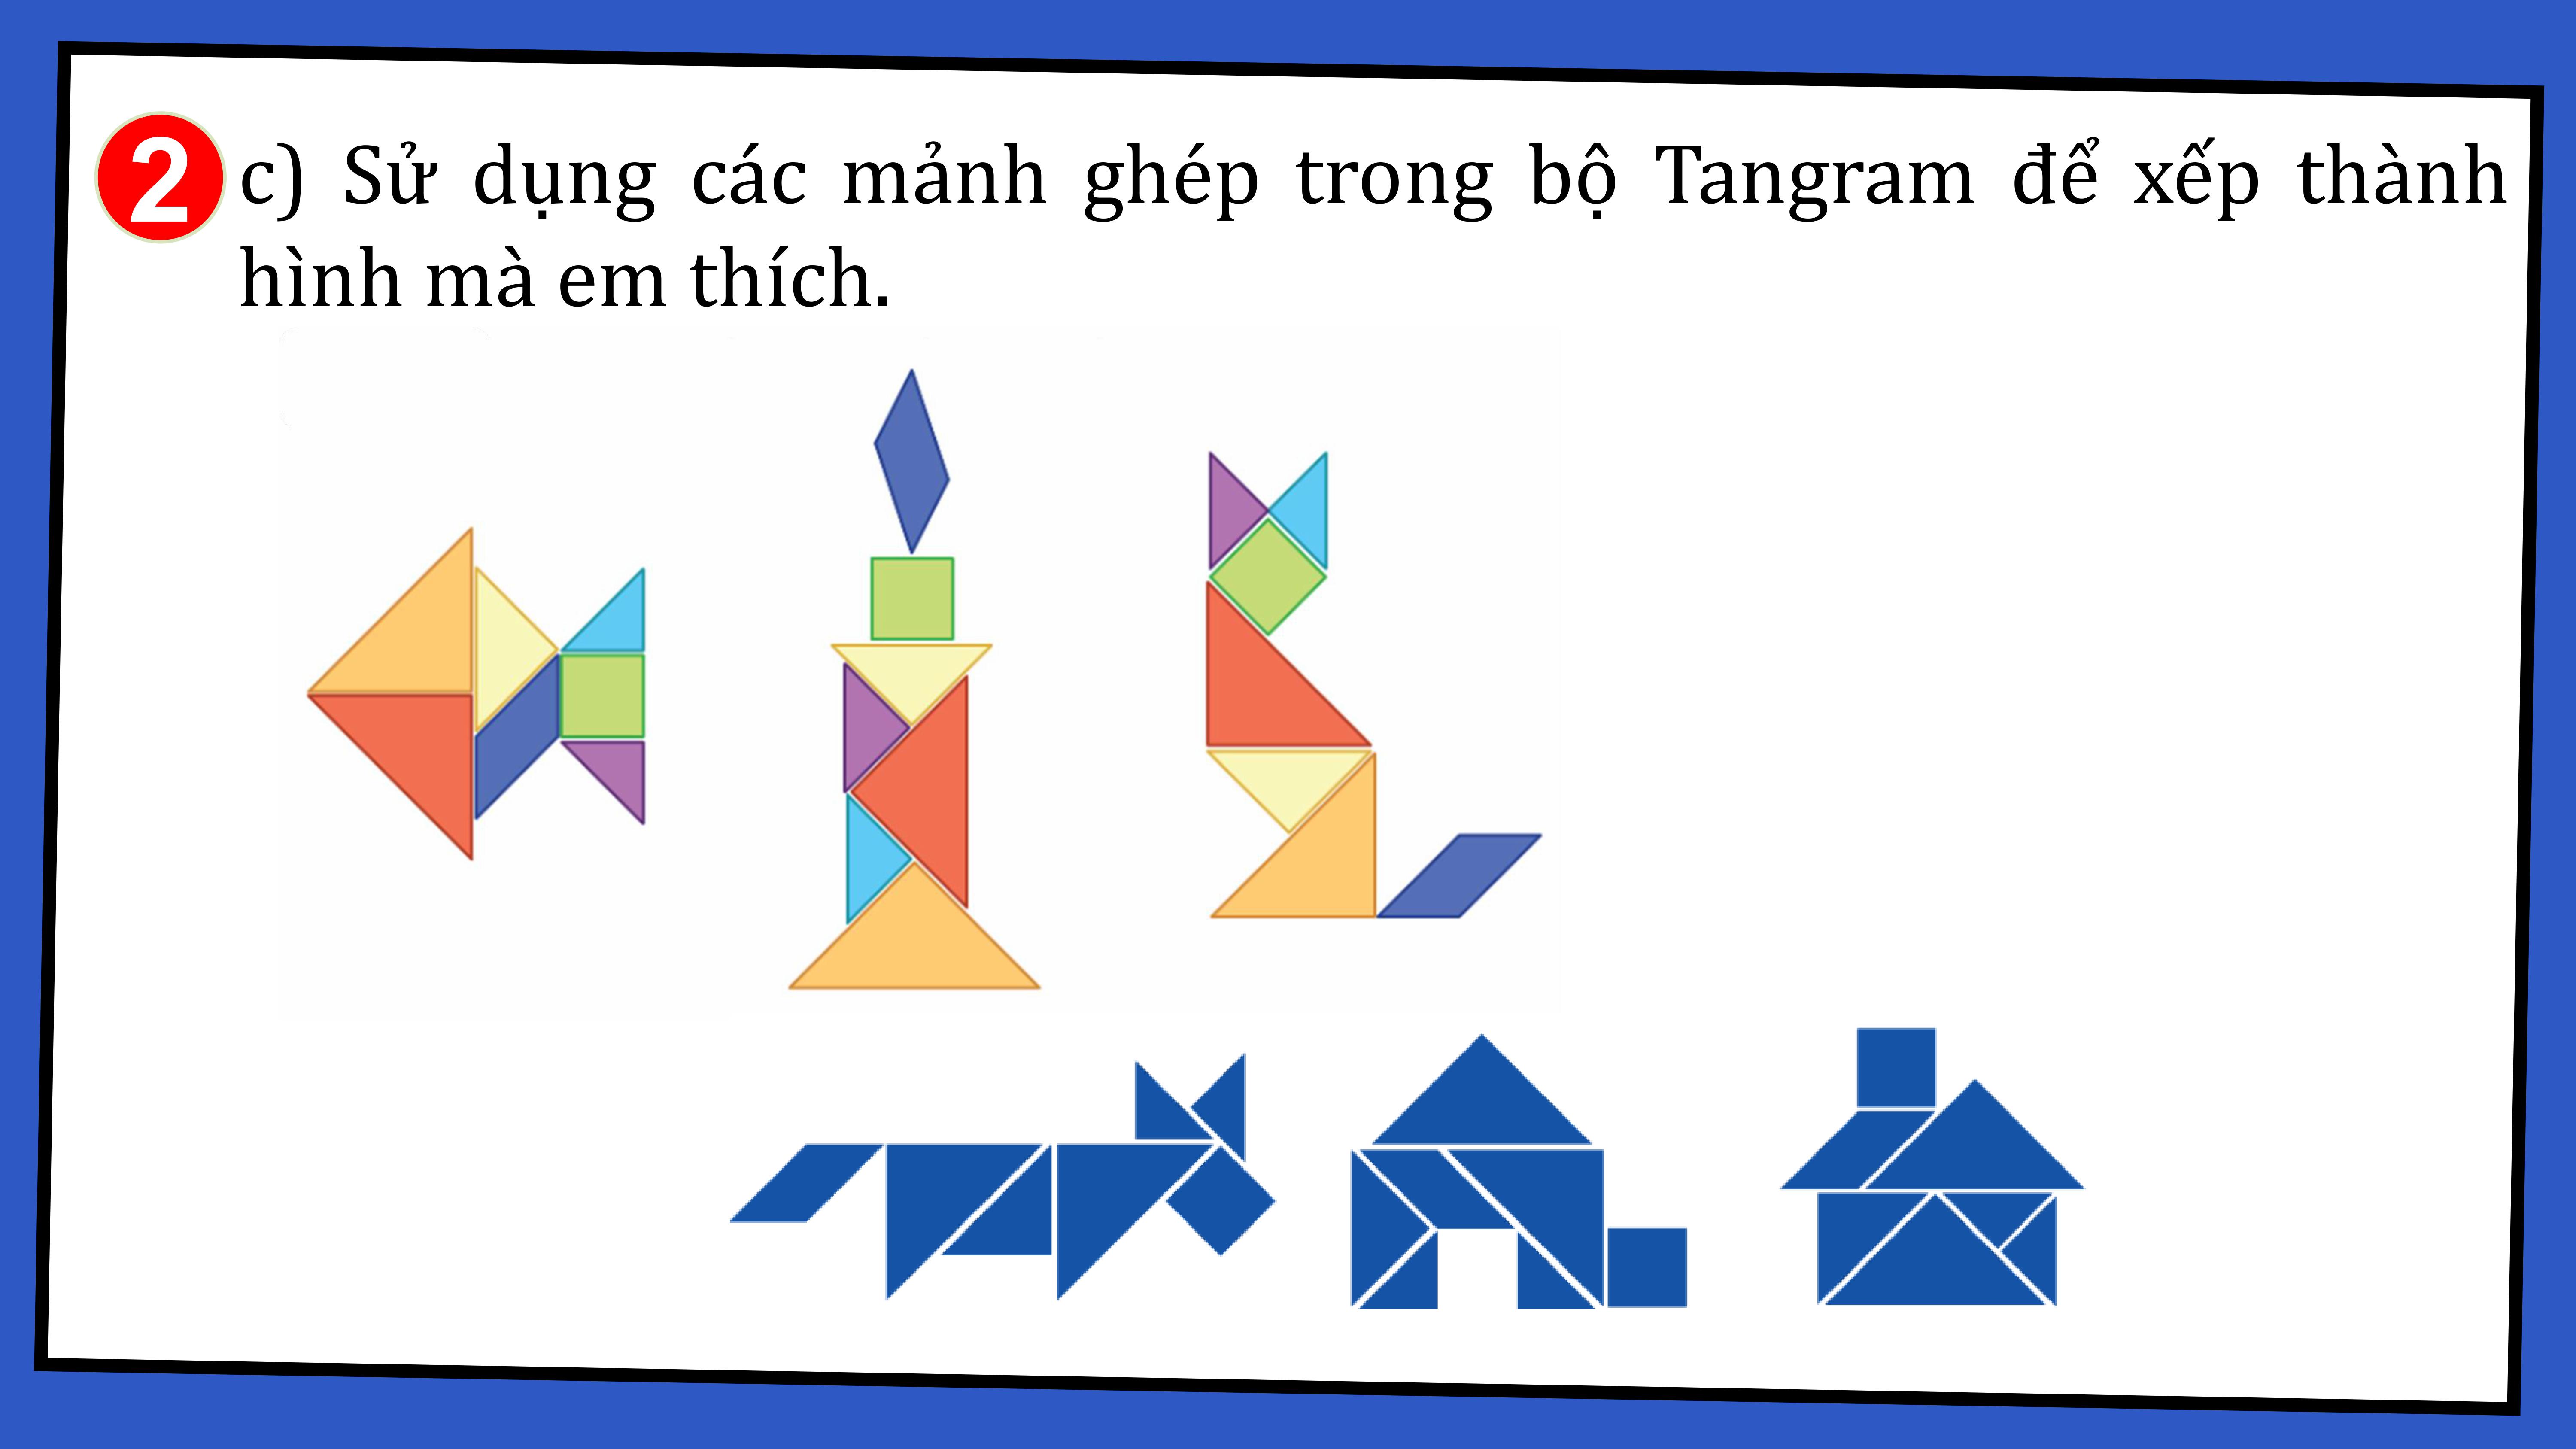 2 c) Sử dụng các mảnh ghép trong bộ Tangram để xếp thành
hình mà em thích.